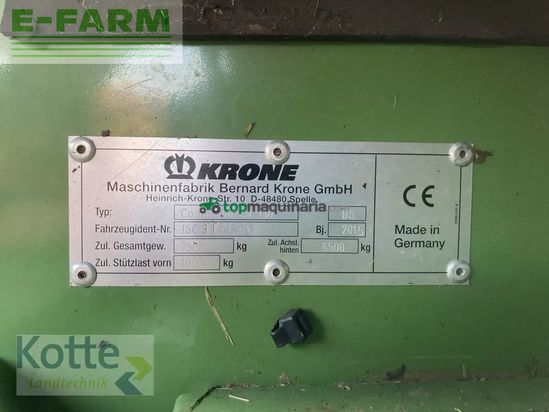 E-FARM
KRONE
Maschinenfabrik Bernard Krone GmbH
Heinrich-Krone Str. 10 D-48480 Spelle
Typ:
topmaquinaria
Fahrzeugident-Nr.
Bj. 2015
Zul. Gesamtgew. kg
Zul. Achsl. hinten 6500 kg
Zul. Stützlast vorn kg
CE
Made in
Germany
Kotte
Landtechnik